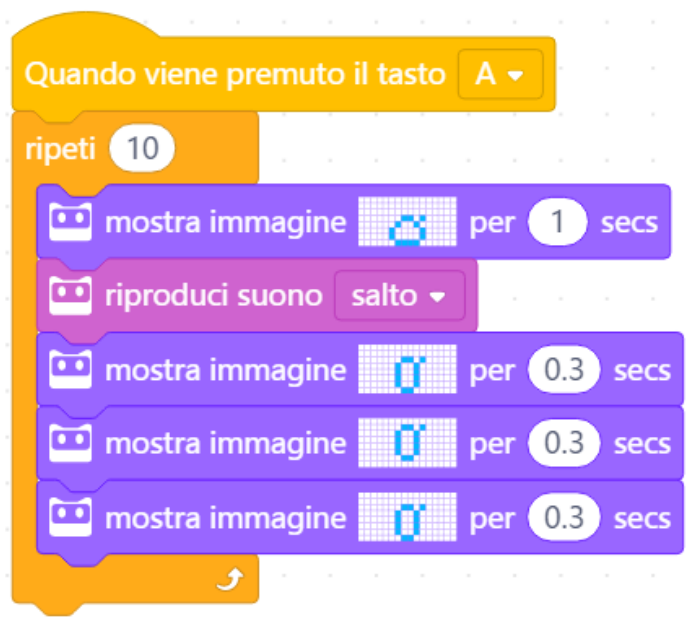 Quando viene premuto il tasto A
ripeti 10
mostra immagine per 1 secs
riproduci suono salto
mostra immagine per 0.3 secs
mostra immagine per 0.3 secs
mostra immagine per 0.3 secs